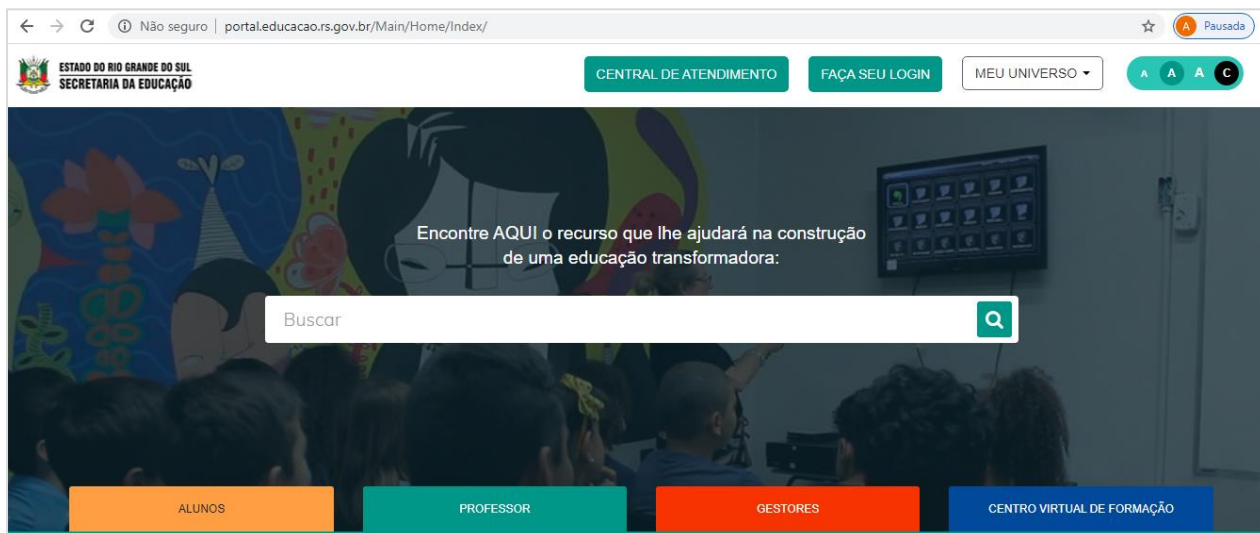 Não seguro | portal.educacao.rs.gov.br/Main/Home/Index/
A Pausada
ESTADO DO RIO GRANDE DO SUL
SECRETARIA DA EDUCAÇÃO
CENTRAL DE ATENDIMENTO
FAÇA SEU LOGIN
MEU UNIVERSO
A A A C
Encontre AQUI o recurso que lhe ajudará na construção
de uma educação transformadora:
Buscar
ALUNOS
PROFESSOR
GESTORES
CENTRO VIRTUAL DE FORMAÇÃO